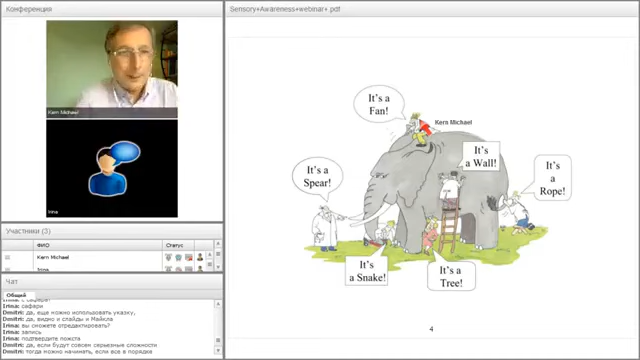 Конференция
Kern Michael
Irina
Участники (3)
ФИО
Статус
Kern Michael
Irina
Чат
Общий
Irina: сафари
Dmitri: да, еще можно использовать указку,
Dmitri: да, видно и слайды и Майкла
Irina: вы сможете отредактировать?
Irina: запись
Irina: подтвердите пожста
Dmitri: да, если будут совсем серьезные сложности
Dmitri: тогда можно начинать, если все в порядке
Sensory+Awareness+webinar+.pdf
It's a
Fan!
Kern Michael
It's
a Wall!
It's a
Spear!
It's
a
Rope!
It's
a Snake!
It's a
Tree!
4